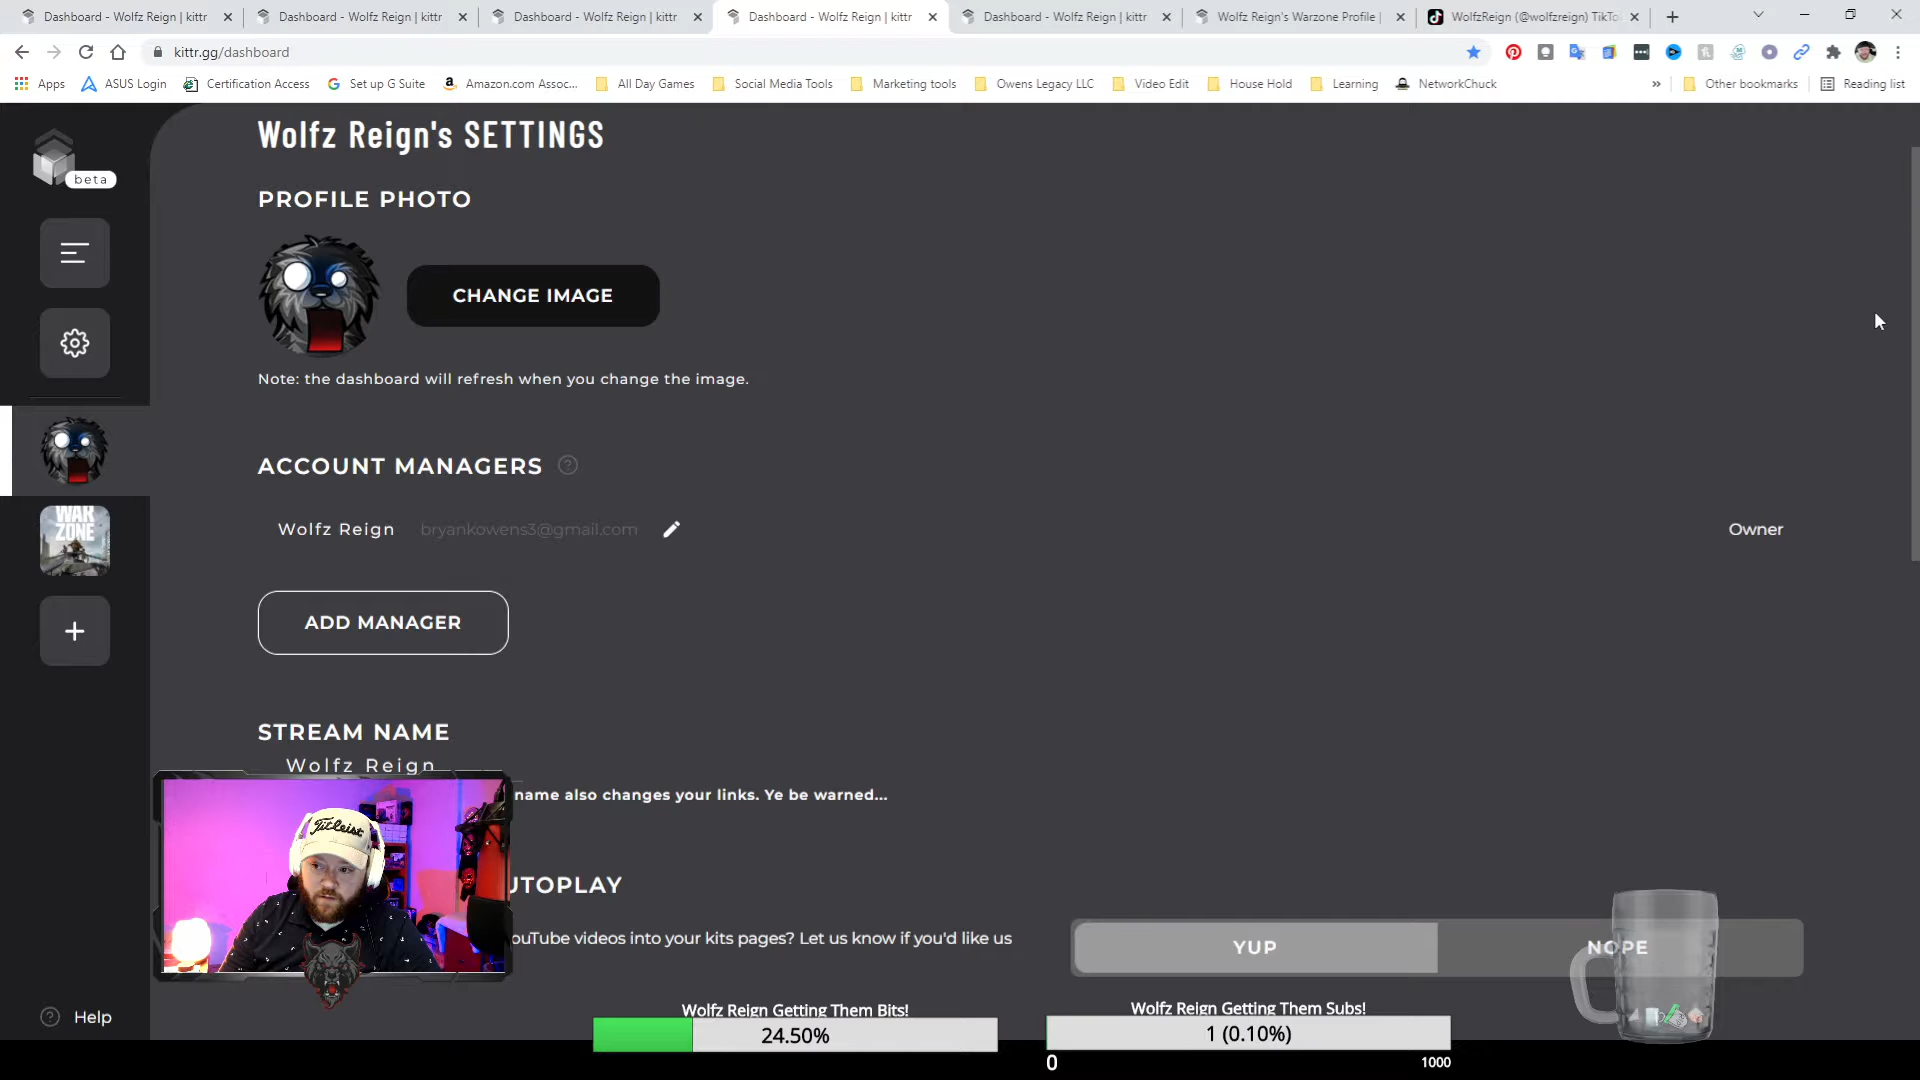 Dashboard - Wolfz Reign | kittr
Dashboard - Wolfz Reign | kittr
Dashboard - Wolfz Reign | kittr
Dashboard - Wolfz Reign | kittr
Dashboard - Wolfz Reign | kittr
Wolfz Reign's Warzone Profile |
WolfzReign (@wolfzreign) TikTo
kittr.gg/dashboard
Apps
ASUS Login
Certification Access
Set up G Suite
Amazon.com Assoc...
All Day Games
Social Media Tools
Marketing tools
Owens Legacy LLC
Video Edit
House Hold
Learning
NetworkChuck
»
Other bookmarks
Reading list
beta
Wolfz Reign's SETTINGS
PROFILE PHOTO
CHANGE IMAGE
Note: the dashboard will refresh when you change the image.
ACCOUNT MANAGERS
Wolfz Reign bryankowens3@gmail.com Owner
WAR
ZONE
ADD MANAGER
STREAM NAME
Wolfz Reign
name also changes your links. Ye be warned...
Titleist
UTOPLAY
ouTube videos into your kits pages? Let us know if you'd like us
YUP
NOPE
Help
Wolfz Reign Getting Them Bits!
24.50%
Wolfz Reign Getting Them Subs!
1 (0.10%)
0
1000